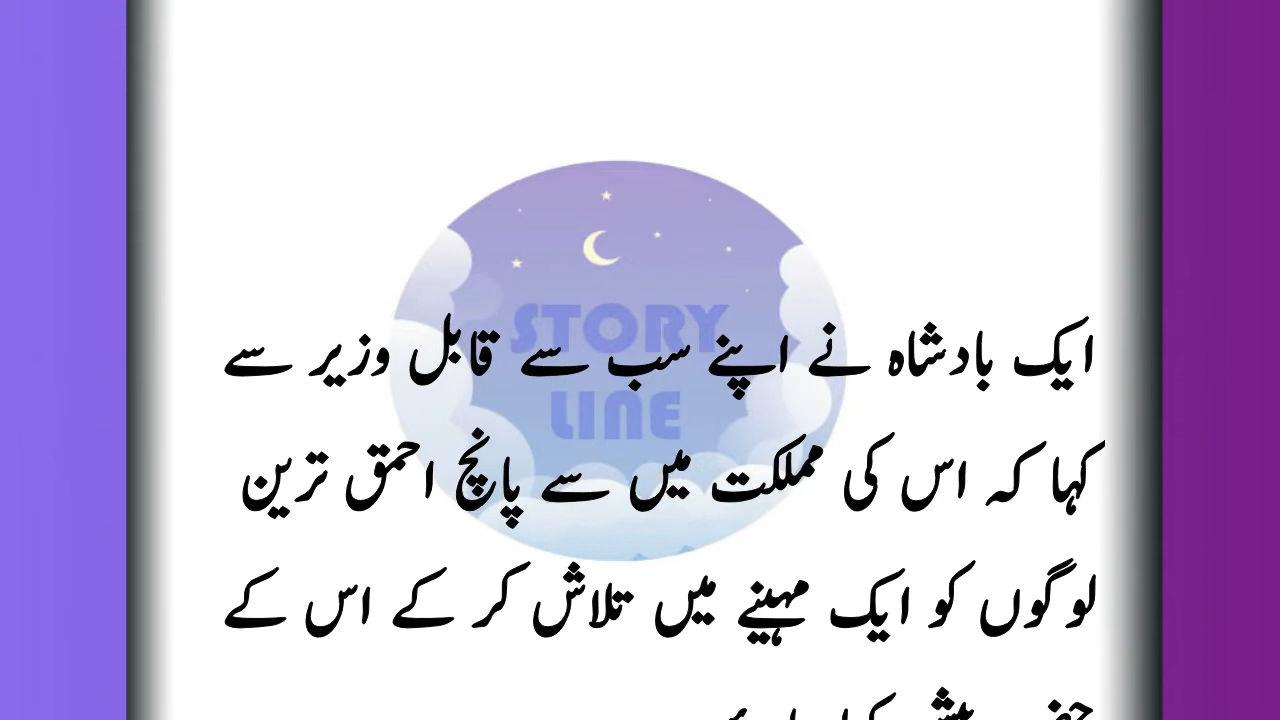 STORY
LINE
ایک بادشاہ نے اپنے سب سے قابل وزیر سے
کہا کہ اس کی مملکت میں سے پانچ احمق ترین
لوگوں کو ایک مہینے میں تلاش کر کے اس کے